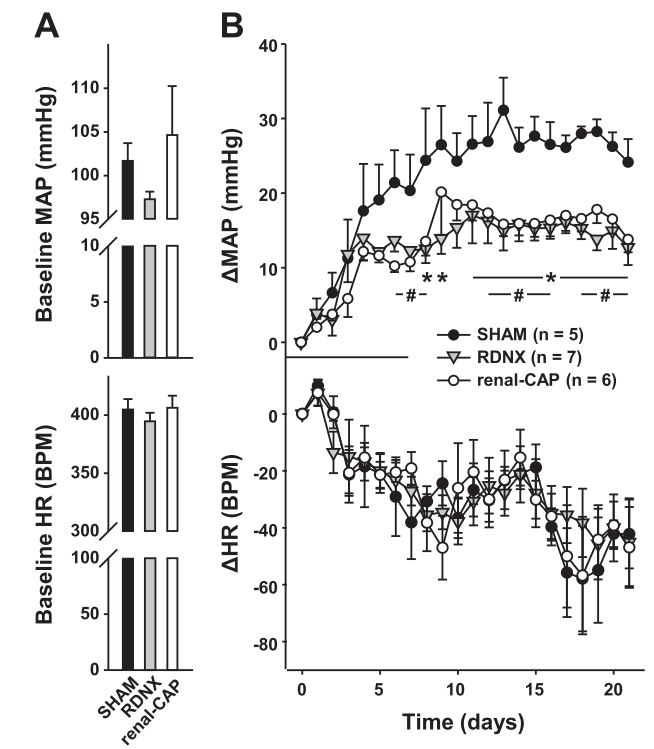 A
B
Baseline MAP (mmHg)
110
105
100
95
10
5
0
Baseline HR (BPM)
400
350
300
100
50
0
SHAM
RDNX
renal-CAP
ΔMAP (mmHg)
40
30
20
10
0
* *
*
#
#
#
SHAM (n = 5)
RDNX (n = 7)
renal-CAP (n = 6)
ΔHR (BPM)
0
-20
-40
-60
-80
0 5 10 15 20
Time (days)